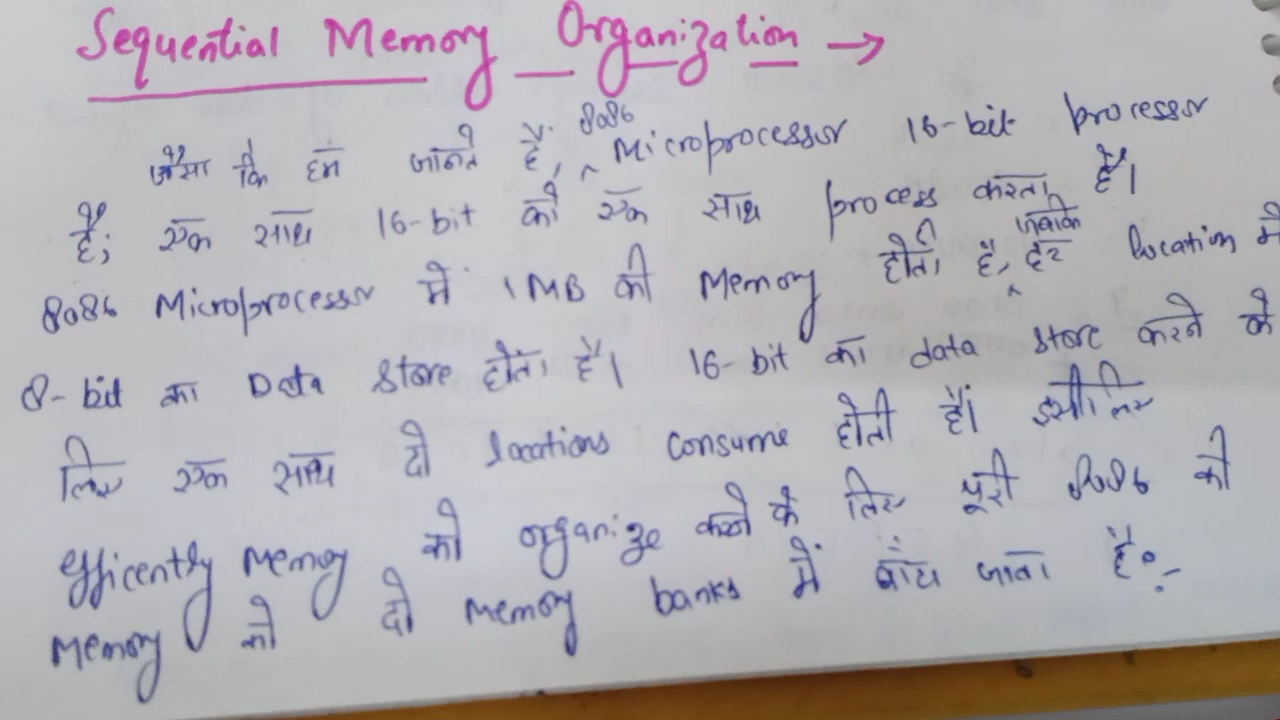 Sequential Memory Organization →
जैसा कि हम जानते हैं, 8086 Microprocessor 16-bit processor
है; एक साथ 16-bit को एक साथ process करता है।
8086 Microprocessor में 1MB की Memory होती है, जबकि हर location में
8-bit का Data store होता है। 16-bit का data store करने के
लिए एक साथ दो locations consume होती हैं। इसीलिए
efficently Memory को organize करने के लिए पूरी 8086 की
Memory को दो memory banks में बाँटा जाता है:-